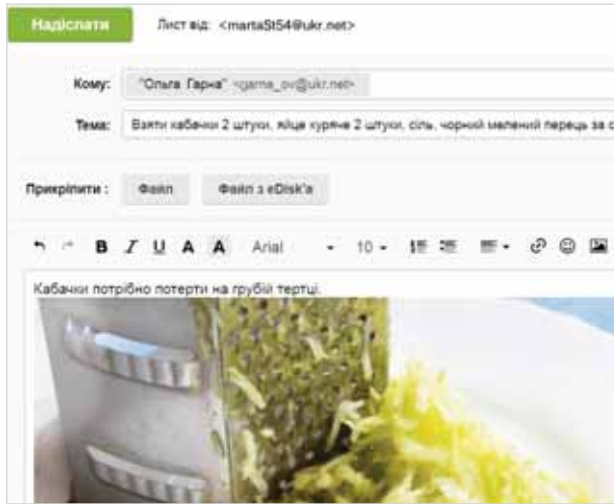 Надіслати
Лист від: <martaSt54@ukr.net>
Кому: "Ольга Гарна" <garna_ov@ukr.net>
Тема: Взяти кабачки 2 штуки, яйце куряче 2 штуки, сіль, чорний мелений перець за с
Прикріпити : Файл Файл з eDisk'a
B I U A A Arial 10
Кабачки потрібно потерти на грубій тертці.